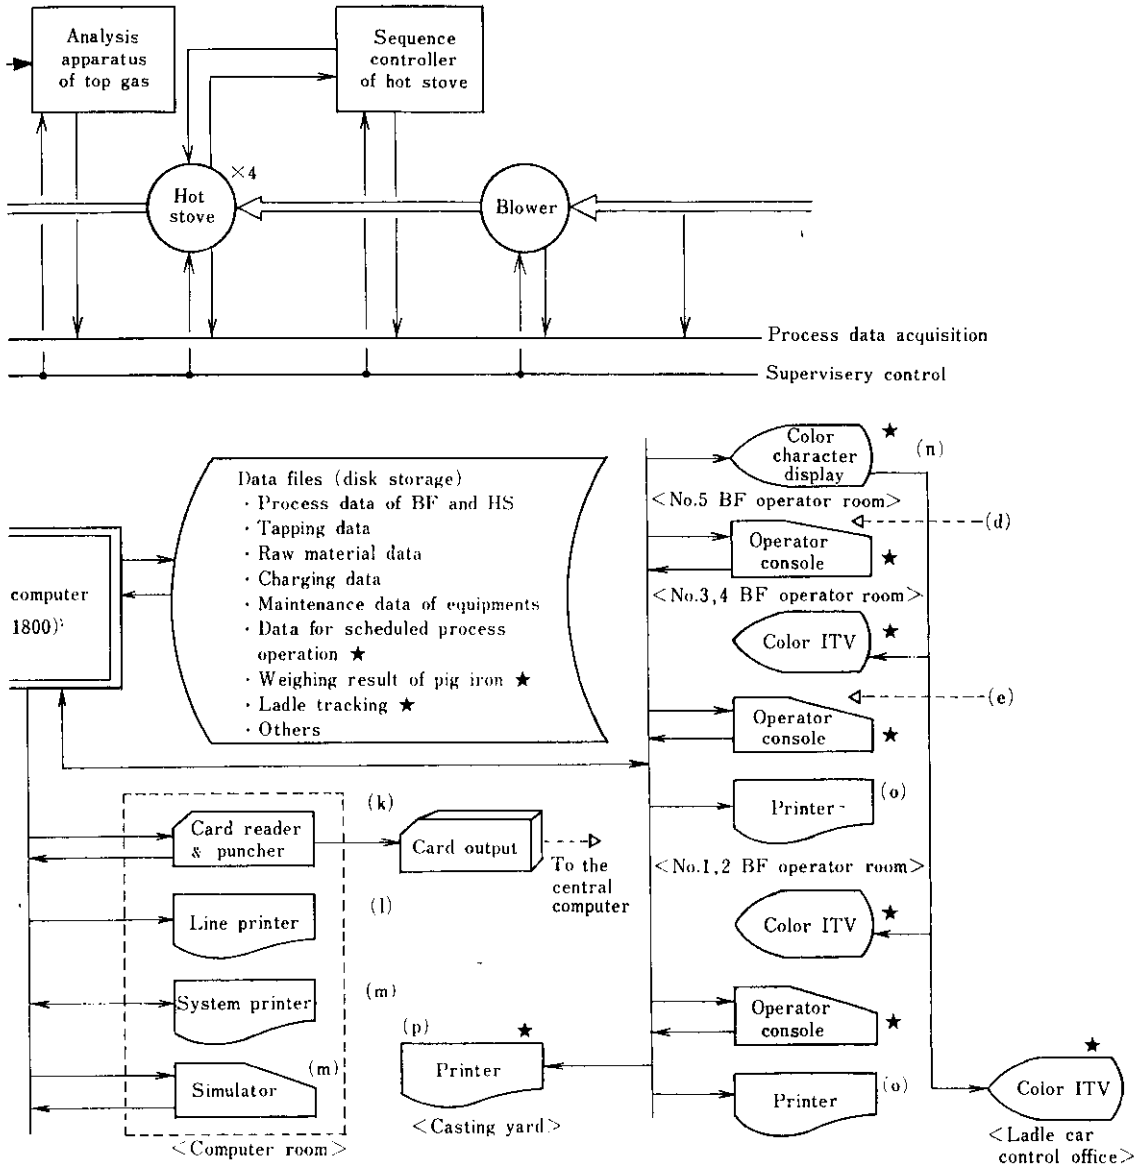 Analysis
apparatus
of top gas
Sequence
controller
of hot stove
×4
Hot
stove
Blower
Process data acquisition
Supervisery control
computer
1800)
Data files (disk storage)
· Process data of BF and HS
· Tapping data
· Raw material data
· Charging data
· Maintenance data of equipments
· Data for scheduled process
operation ★
· Weighing result of pig iron ★
· Ladle tracking ★
· Others
Color
character
display
★
(n)
<No.5 BF operator room>
(d)
Operator
console
★
<No.3,4 BF operator room>
Color ITV
★
(e)
Operator
console
★
Printer
(o)
<No.1,2 BF operator room>
Color ITV
★
Operator
console
★
Printer
(o)
Color ITV
★
<Ladle car
control office>
Card reader
& puncher
(k)
Card output
To the
central
computer
Line printer
(l)
System printer
(m)
Simulator
(m)
<Computer room>
(p)
★
Printer
<Casting yard>